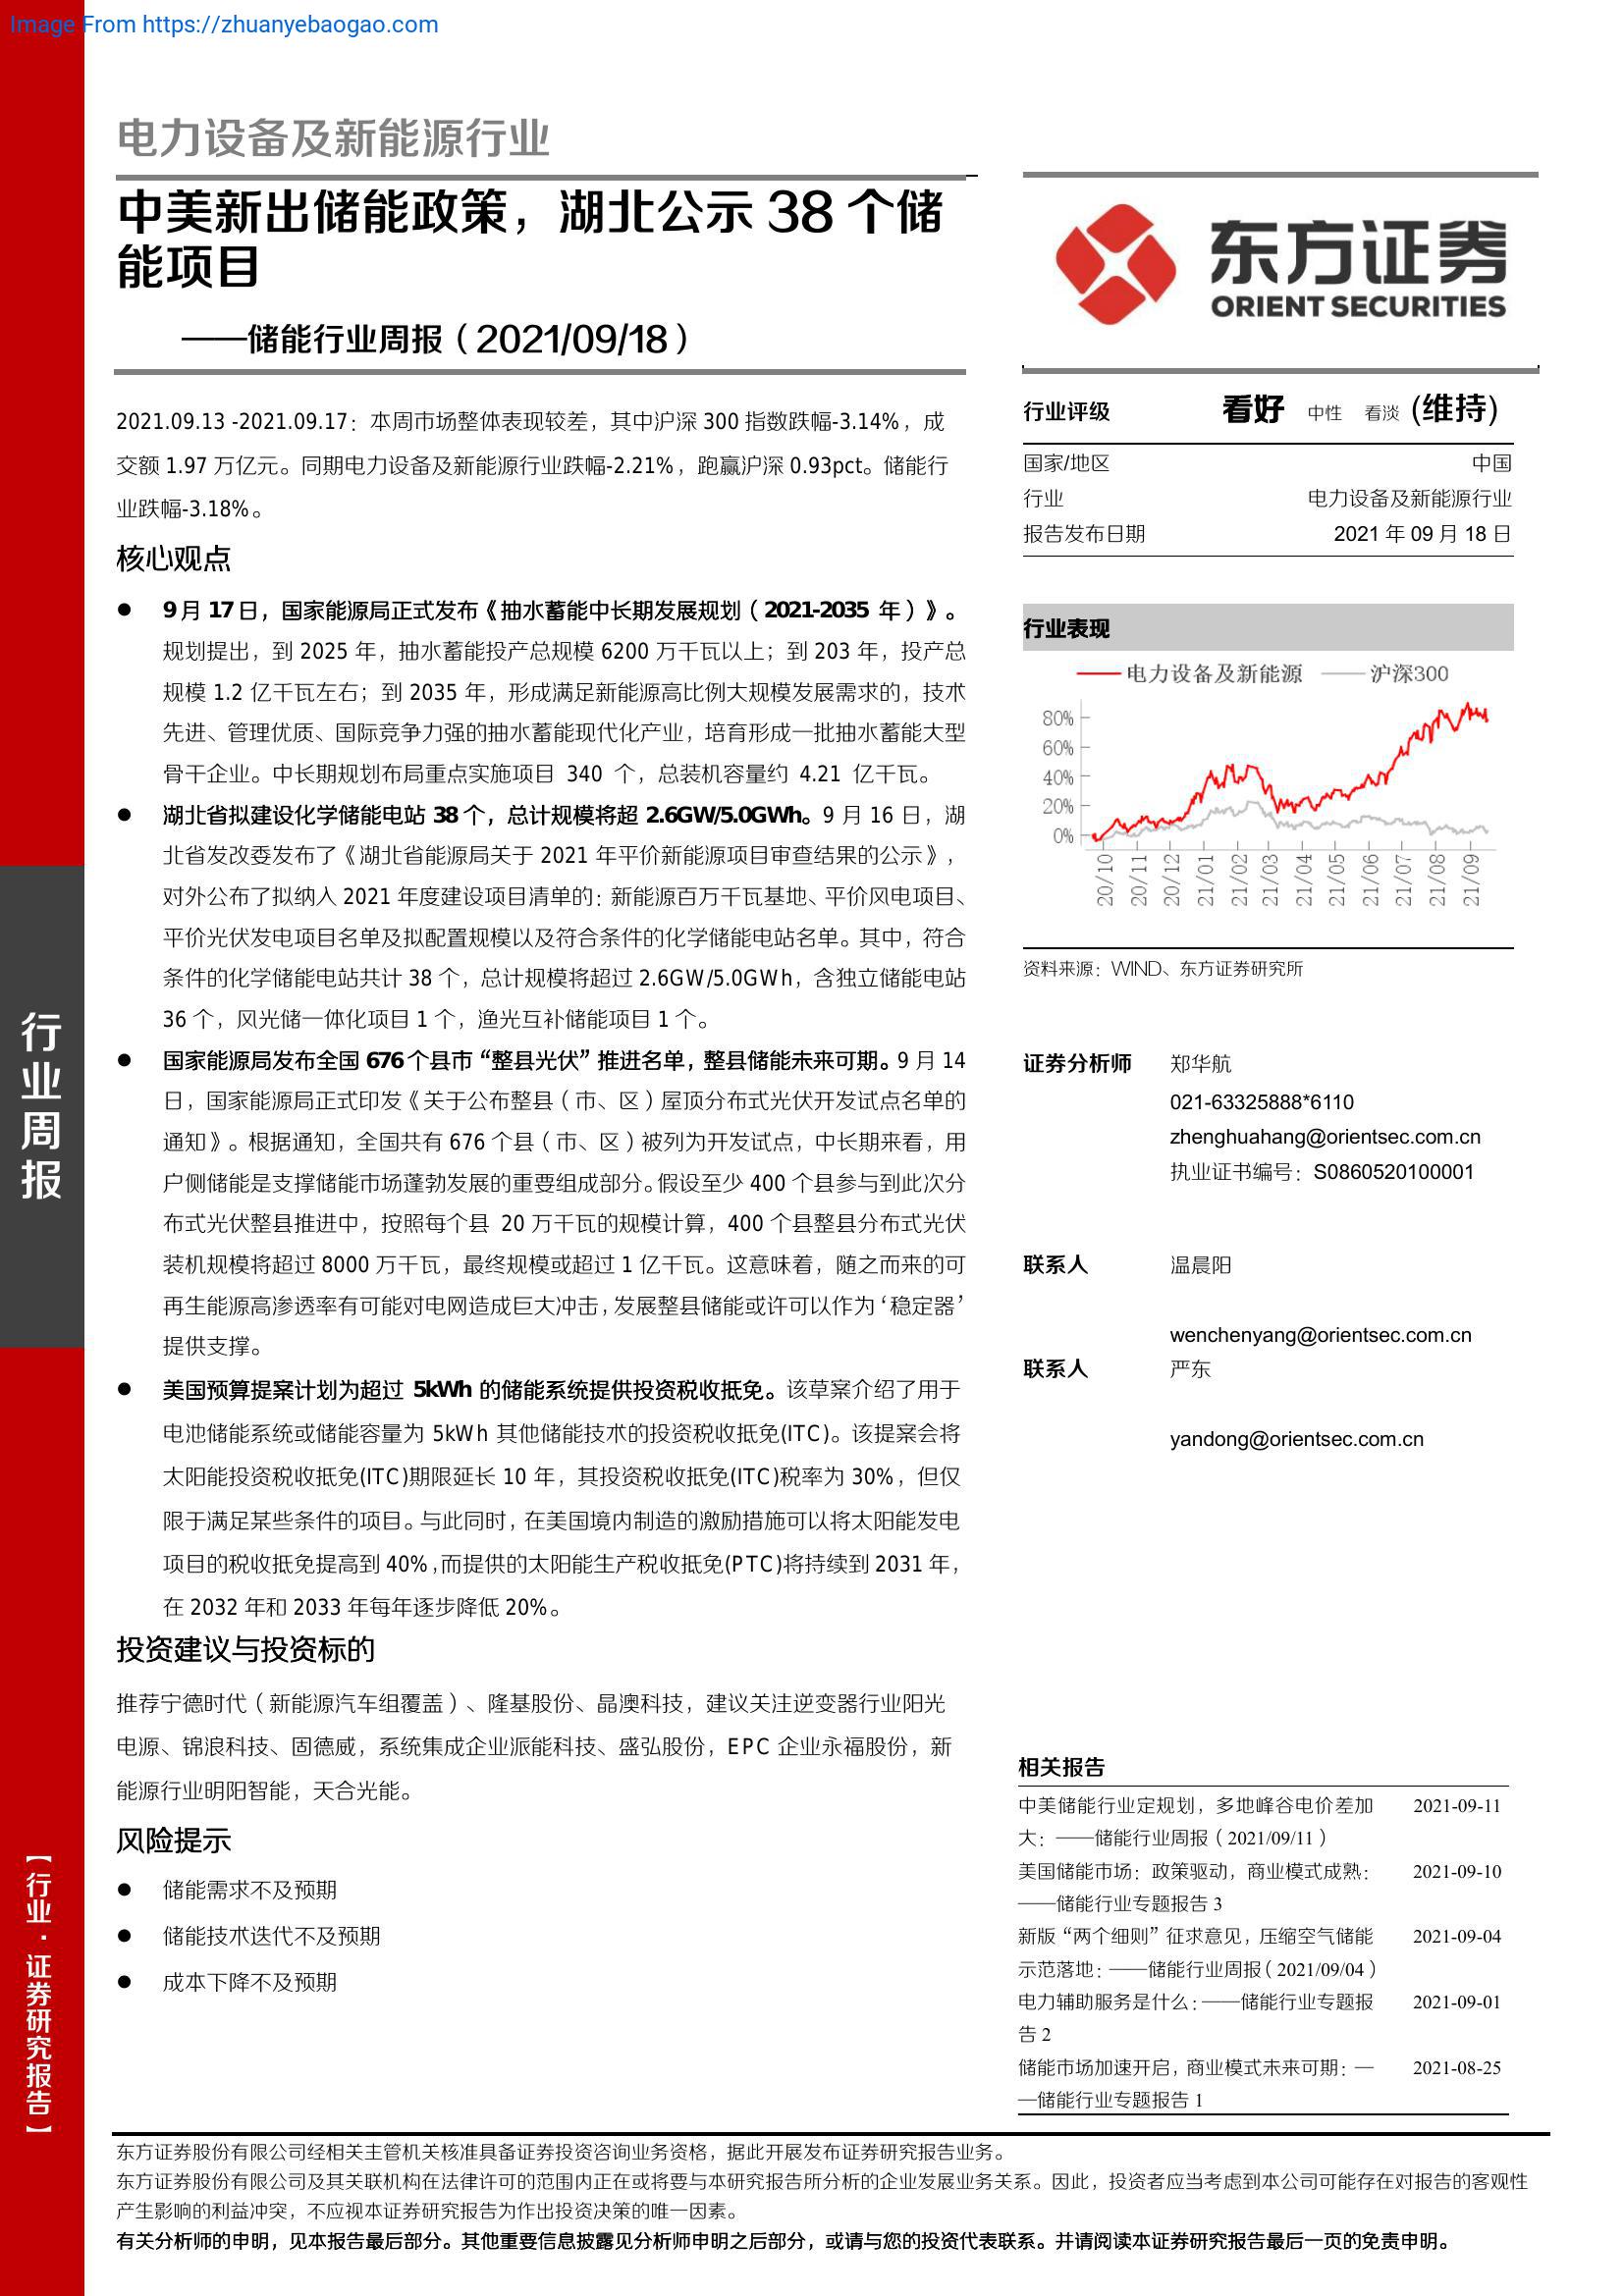 Image From https://zhuanyebaogao.com
电力设备及新能源行业
中美新出储能政策，湖北公示 38 个储
能项目
——储能行业周报（2021/09/18）
2021.09.13 -2021.09.17：本周市场整体表现较差，其中沪深 300 指数跌幅-3.14%，成
交额 1.97 万亿元。同期电力设备及新能源行业跌幅-2.21%，跑赢沪深 0.93pct。储能行
业跌幅-3.18%。
核心观点
● 9 月 17 日，国家能源局正式发布《抽水蓄能中长期发展规划（2021-2035 年）》。
规划提出，到 2025 年，抽水蓄能投产总规模 6200 万千瓦以上；到 203 年，投产总
规模 1.2 亿千瓦左右；到 2035 年，形成满足新能源高比例大规模发展需求的，技术
先进、管理优质、国际竞争力强的抽水蓄能现代化产业，培育形成一批抽水蓄能大型
骨干企业。中长期规划布局重点实施项目 340 个，总装机容量约 4.21 亿千瓦。
● 湖北省拟建设化学储能电站 38 个，总计规模将超 2.6GW/5.0GWh。9 月 16 日，湖
北省发改委发布了《湖北省能源局关于 2021 年平价新能源项目审查结果的公示》，
对外公布了拟纳入 2021 年度建设项目清单的：新能源百万千瓦基地、平价风电项目、
平价光伏发电项目名单及拟配置规模以及符合条件的化学储能电站名单。其中，符合
条件的化学储能电站共计 38 个，总计规模将超过 2.6GW/5.0GWh，含独立储能电站
36 个，风光储一体化项目 1 个，渔光互补储能项目 1 个。
● 国家能源局发布全国 676 个县市“整县光伏”推进名单，整县储能未来可期。9 月 14
日，国家能源局正式印发《关于公布整县（市、区）屋顶分布式光伏开发试点名单的
通知》。根据通知，全国共有 676 个县（市、区）被列为开发试点，中长期来看，用
户侧储能是支撑储能市场蓬勃发展的重要组成部分。假设至少 400 个县参与到此次分
布式光伏整县推进中，按照每个县 20 万千瓦的规模计算，400 个县整县分布式光伏
装机规模将超过 8000 万千瓦，最终规模或超过 1 亿千瓦。这意味着，随之而来的可
再生能源高渗透率有可能对电网造成巨大冲击，发展整县储能或许可以作为‘稳定器’
提供支撑。
● 美国预算提案计划为超过 5kWh 的储能系统提供投资税收抵免。该草案介绍了用于
电池储能系统或储能容量为 5kWh 其他储能技术的投资税收抵免(ITC)。该提案会将
太阳能投资税收抵免(ITC)期限延长 10 年，其投资税收抵免(ITC)税率为 30%，但仅
限于满足某些条件的项目。与此同时，在美国境内制造的激励措施可以将太阳能发电
项目的税收抵免提高到 40%，而提供的太阳能生产税收抵免(PTC)将持续到 2031 年，
在 2032 年和 2033 年每年逐步降低 20%。
投资建议与投资标的
推荐宁德时代（新能源汽车组覆盖）、隆基股份、晶澳科技，建议关注逆变器行业阳光
电源、锦浪科技、固德威，系统集成企业派能科技、盛弘股份，EPC 企业永福股份，新
能源行业明阳智能，天合光能。
风险提示
● 储能需求不及预期
● 储能技术迭代不及预期
● 成本下降不及预期
东方证券
ORIENT SECURITIES
行业评级 看好 中性 看淡 (维持)
国家/地区 中国
行业 电力设备及新能源行业
报告发布日期 2021 年 09 月 18 日
行业表现
电力设备及新能源 沪深300
80%
60%
40%
20%
0%
20/10 20/11 20/12 21/01 21/02 21/03 21/04 21/05 21/06 21/07 21/08 21/09
资料来源：WIND、东方证券研究所
证券分析师 郑华航
021-63325888*6110
zhenghuahang@orientsec.com.cn
执业证书编号：S0860520100001
联系人 温晨阳
wenchenyang@orientsec.com.cn
联系人 严东
yandong@orientsec.com.cn
相关报告
中美储能行业定规划，多地峰谷电价差加 2021-09-11
大：——储能行业周报（2021/09/11）
美国储能市场：政策驱动，商业模式成熟： 2021-09-10
——储能行业专题报告 3
新版“两个细则”征求意见，压缩空气储能 2021-09-04
示范落地：——储能行业周报（2021/09/04）
电力辅助服务是什么：——储能行业专题报 2021-09-01
告 2
储能市场加速开启，商业模式未来可期：— 2021-08-25
—储能行业专题报告 1
行业周报
【行业·证券研究报告】
东方证券股份有限公司经相关主管机关核准具备证券投资咨询业务资格，据此开展发布证券研究报告业务。
东方证券股份有限公司及其关联机构在法律许可的范围内正在或将要与本研究报告所分析的企业发展业务关系。因此，投资者应当考虑到本公司可能存在对报告的客观性
产生影响的利益冲突，不应视本证券研究报告为作出投资决策的唯一因素。
有关分析师的申明，见本报告最后部分。其他重要信息披露见分析师申明之后部分，或请与您的投资代表联系。并请阅读本证券研究报告最后一页的免责申明。